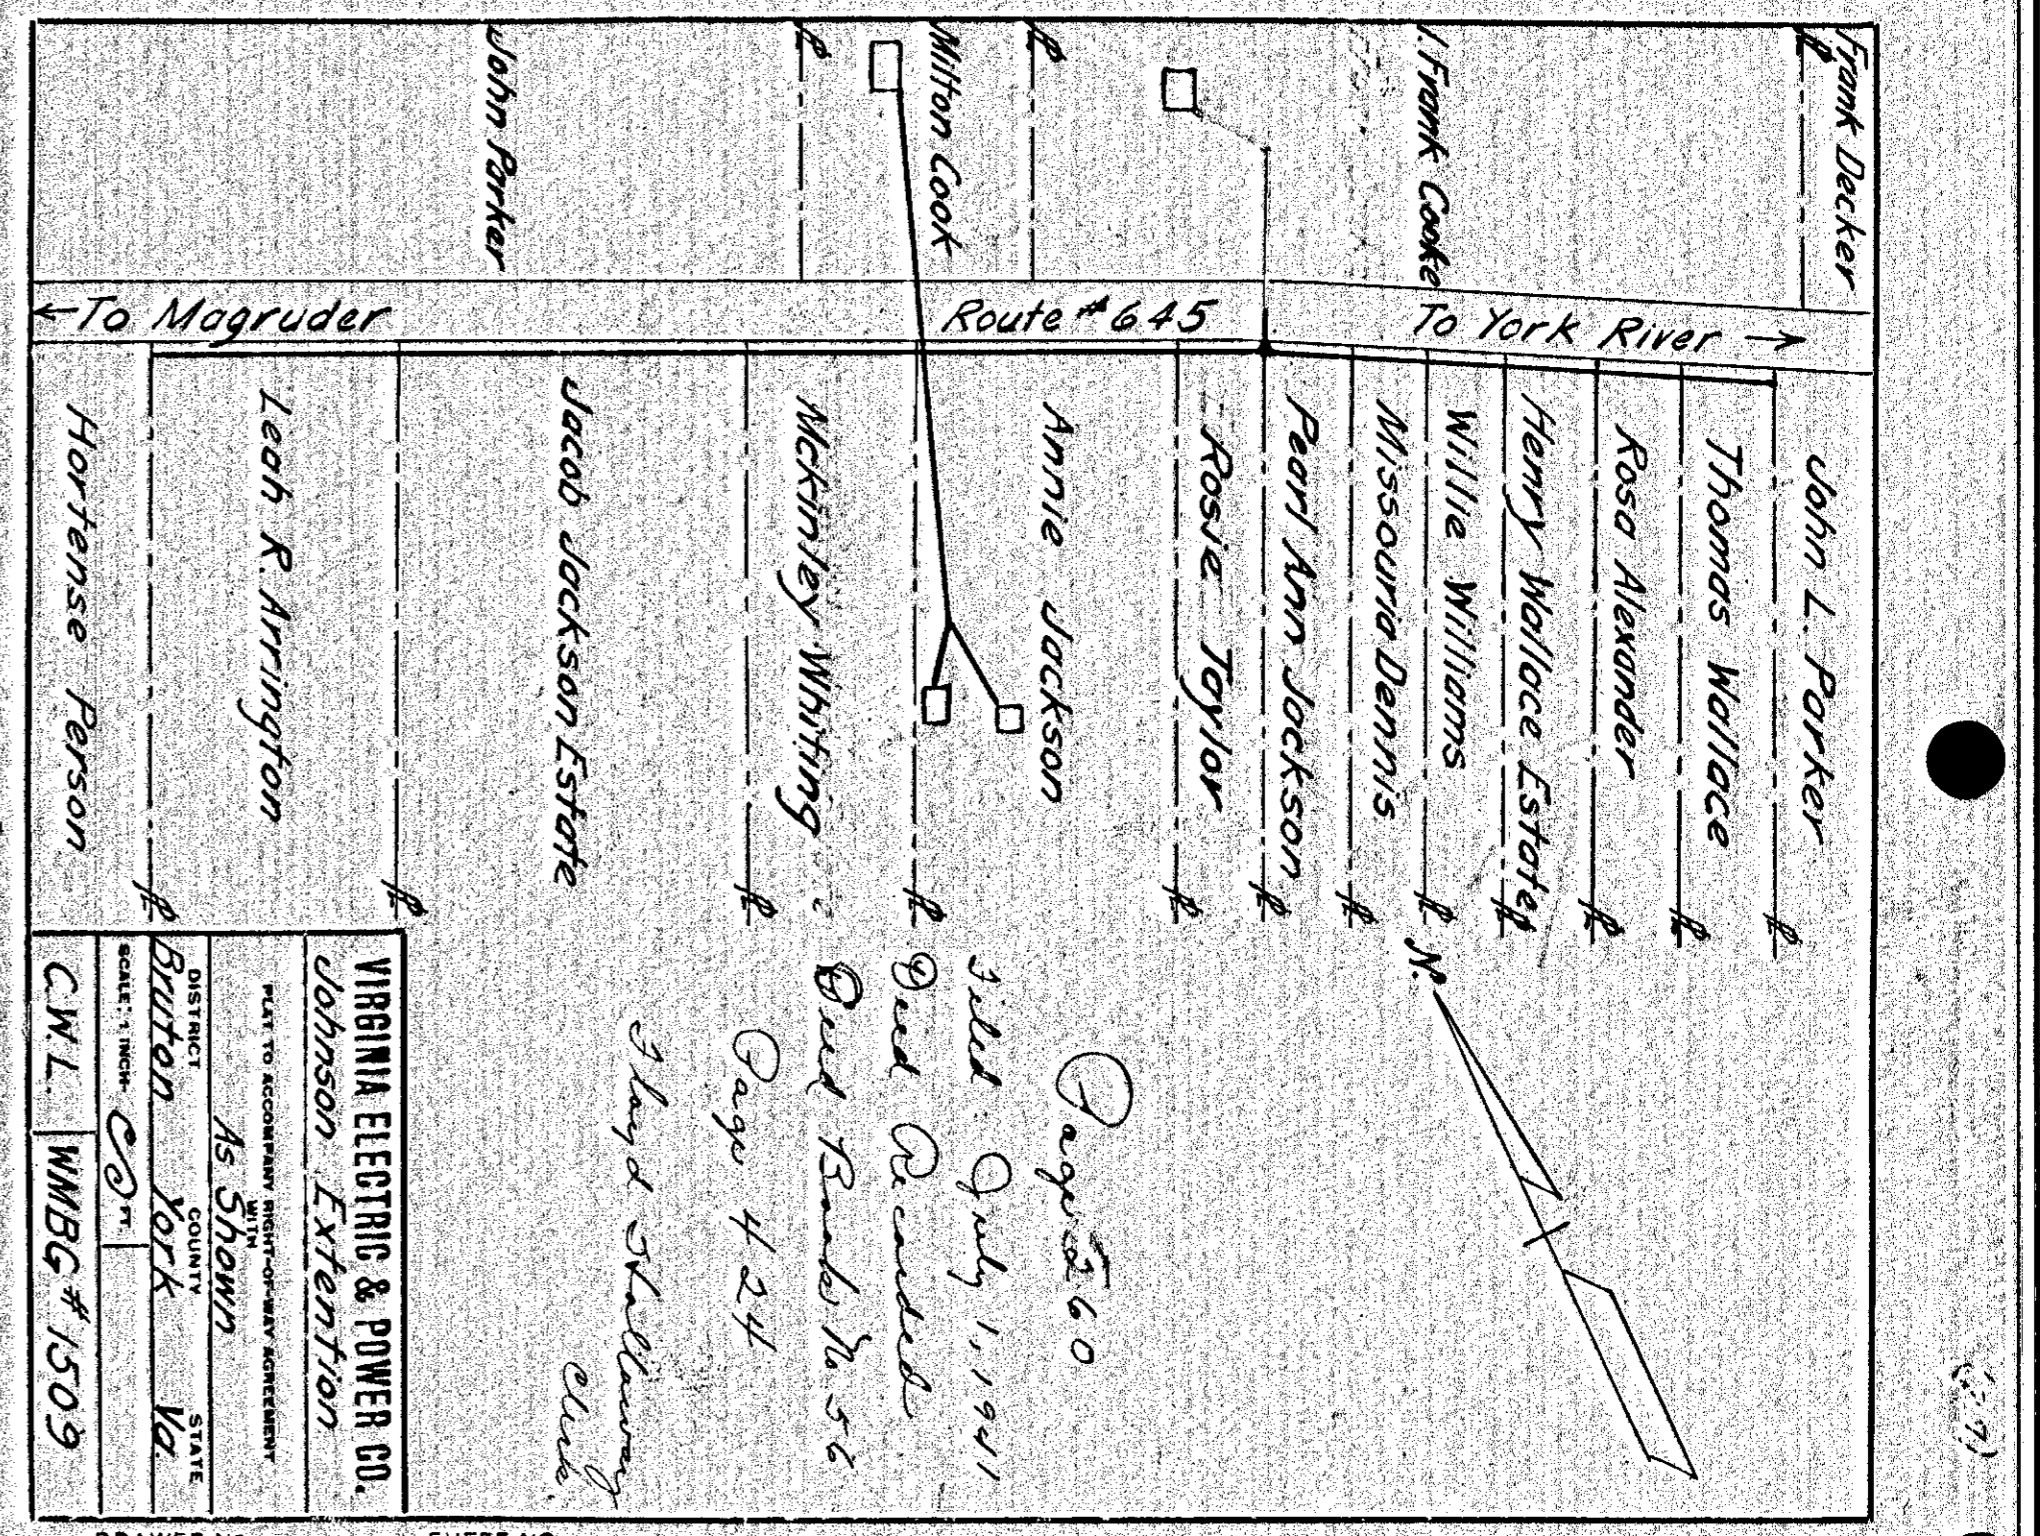 Frank Decker
I Frank Cooke
Milton Cook
John Parker
← To Magruder
Route #645
To York River →
John L. Parker
Thomas Wallace
Rosa Alexander
Henry Wallace Estate
Willie Williams
Missouria Dennis
Pearl Ann Jackson
Rosie Taylor
Annie Jackson
McKinley Whiting
Jacob Jackson Estate
Leah R. Arrington
Hortense Person
N.
Page 260
Filed July 1, 1941
Deed Recorded
Deed Book No 56
Page 424
Floyd Hollaway
Clerk.
VIRGINIA ELECTRIC & POWER CO.
Johnson Extention
PLAT TO ACCOMPANY RIGHT-OF-WAY AGREEMENT
WITH
As Shown
DISTRICT COUNTY STATE
Bruton York Va.
SCALE: 1 INCH- FT.
C.W.L. WMBG # 1509